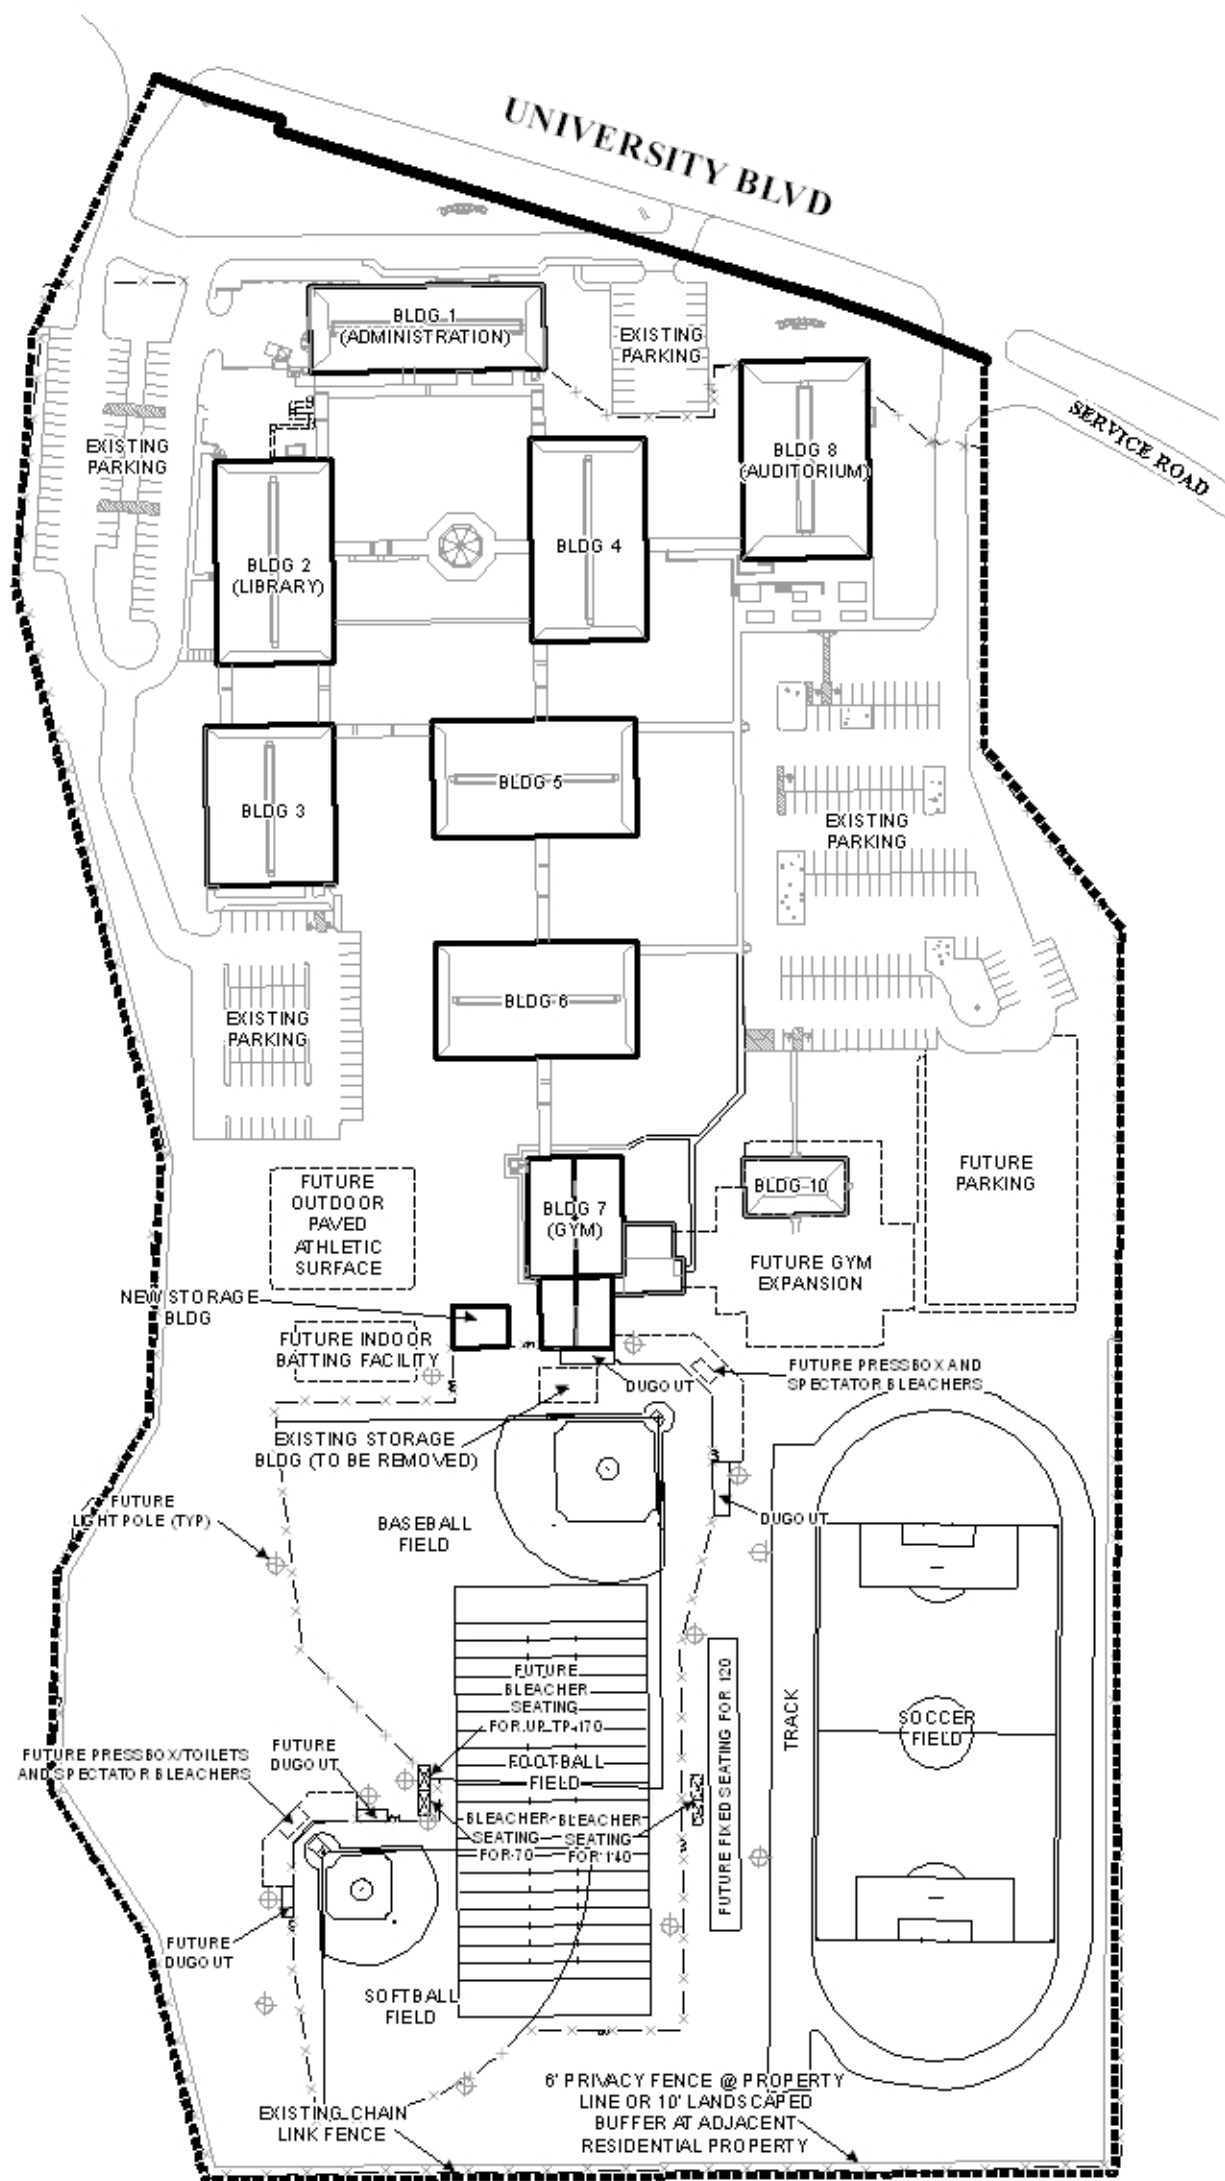 UNIVERSITY BLVD
SERVICE ROAD
BLDG 1
(ADMINISTRATION)
EXISTING
PARKING
EXISTING
PARKING
BLDG 8
(AUDITORIUM)
BLDG 4
BLDG 2
(LIBRARY)
BLDG 5
BLDG 3
EXISTING
PARKING
BLDG 6
EXISTING
PARKING
FUTURE
OUTDOOR
PAVED
ATHLETIC
SURFACE
BLDG 7
(GYM)
BLDG 10
FUTURE
PARKING
FUTURE GYM
EXPANSION
NEW STORAGE
BLDG
FUTURE INDOOR
BATTING FACILITY
DUGOUT
FUTURE PRESSBOX AND
SPECTATOR BLEACHERS
EXISTING STORAGE
BLDG (TO BE REMOVED)
FUTURE
LIGHT POLE (TYP)
BASEBALL
FIELD
DUGOUT
FUTURE
BLEACHER
SEATING
FOR UP TP 170
FUTURE FIXED SEATING FOR 120
TRACK
SOCCER
FIELD
FUTURE PRESSBOX/TOILETS
AND SPECTATOR BLEACHERS
FUTURE
DUGOUT
FOOTBALL
FIELD
BLEACHER
SEATING
FOR 70
BLEACHER
SEATING
FOR 140
FUTURE
DUGOUT
SOFTBALL
FIELD
EXISTING CHAIN
LINK FENCE
6' PRIVACY FENCE @ PROPERTY
LINE OR 10' LANDSCAPED
BUFFER AT ADJACENT
RESIDENTIAL PROPERTY